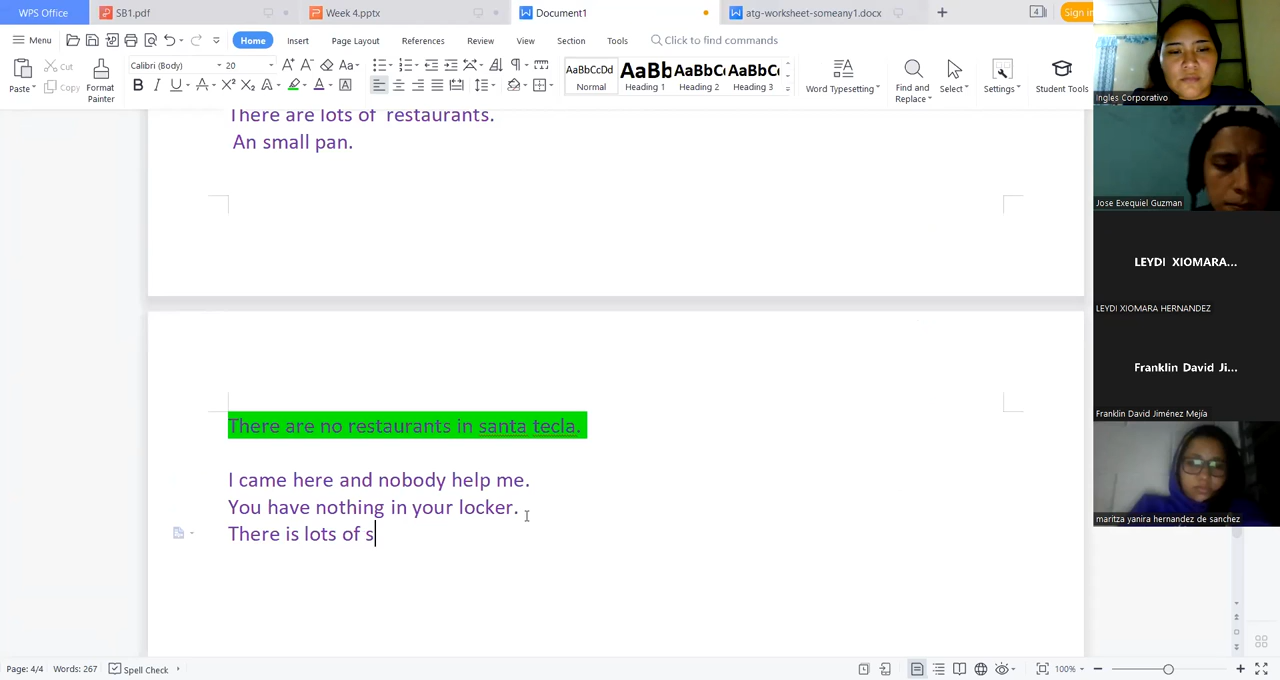 WPS Office
SB1.pdf
Week 4.pptx
Document1
atg-worksheet-someany1.docx
4
Sign in
Menu
Home
Insert
Page Layout
References
Review
View
Section
Tools
Click to find commands
Paste
Cut
Copy
Format Painter
Calibri (Body)
20
AaBbCcDd
Normal
AaBb
Heading 1
AaBbC
Heading 2
AaBbC
Heading 3
Word Typesetting
Find and Replace
Select
Settings
Student Tools
There are lots of  restaurants.
An small pan.
There are no restaurants in santa tecla.
I came here and nobody help me.
You have nothing in your locker.
There is lots of s
Ingles Corporativo
Jose Exequiel Guzman
LEYDI XIOMARA...
LEYDI XIOMARA HERNANDEZ
Franklin David Ji...
Franklin David Jiménez Mejía
maritza yanira hernandez de sanchez
Page: 4/4
Words: 267
Spell Check
100%